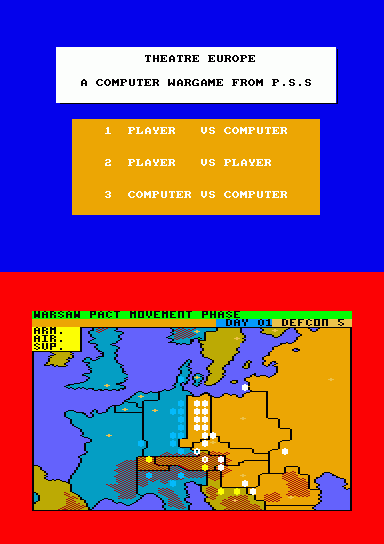 THEATRE EUROPE
A COMPUTER WARGAME FROM P.S.S
1 PLAYER VS COMPUTER
2 PLAYER VS PLAYER
3 COMPUTER VS COMPUTER
WARSAW PACT MOVEMENT PHASE
DAY 01 DEFCON 5
ARM.
AIR.
SUP.